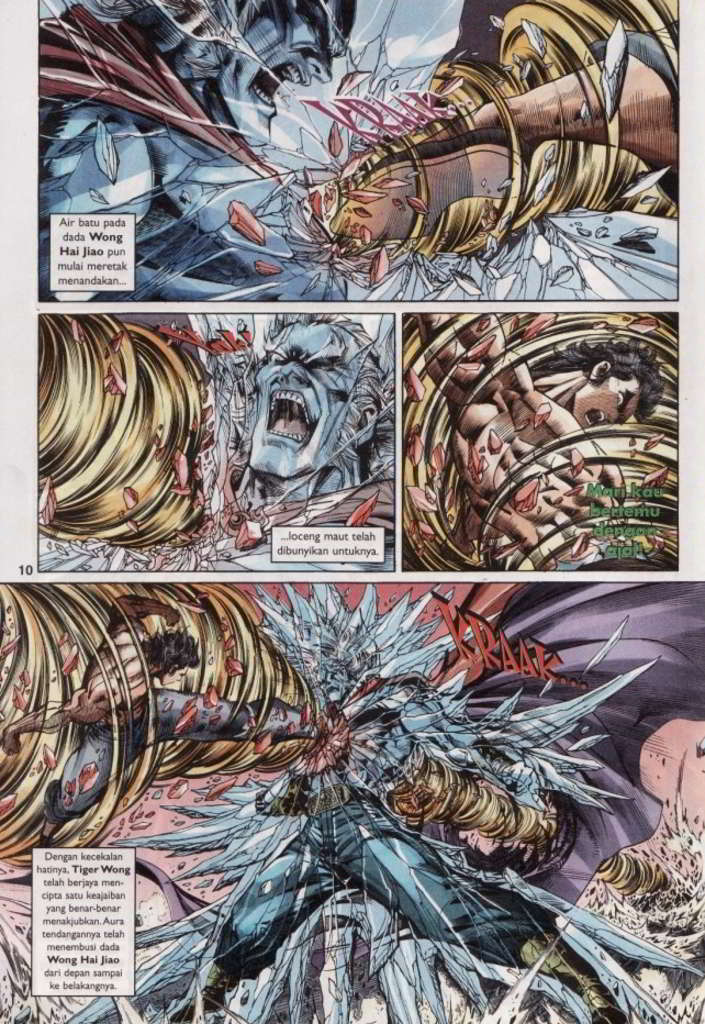 KRAAK...
Air batu pada
dada Wong
Hai Jiao pun
mulai meretak
menandakan...
...loceng maut telah
dibunyikan untuknya.
Mari kau
bertemu
dengan
ajal!
10
KRAAK...
Dengan kecekalan
hatinya, Tiger Wong
telah berjaya men-
cipta satu keajaiban
yang benar-benar
menakjubkan. Aura
tendangannya telah
menembusi dada
Wong Hai Jiao
dari depan sampai
ke belakangnya.